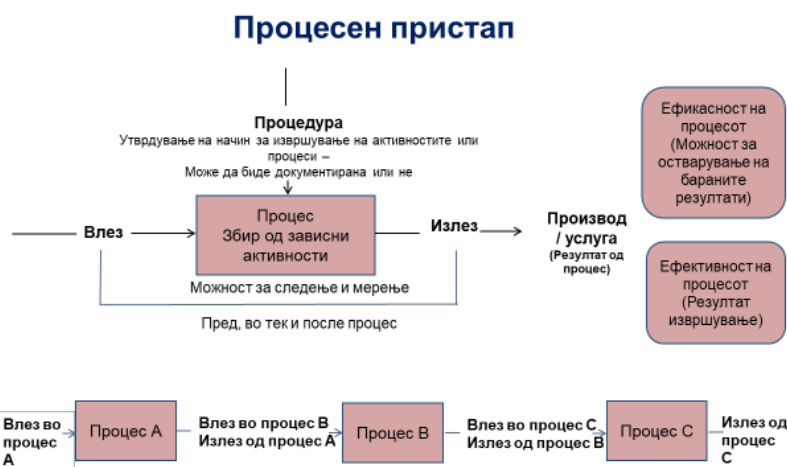 Процесен пристап
Процедура
Утврдување на начин за извршување на активностите или
процеси –
Може да биде документирана или не
Влез
Процес
Збир од зависни
активности
Излез
Производ
/ услуга
(Резултат од
процес)
Можност за следење и мерење
Пред, во тек и после процес
Ефикасност на
процесот
(Можност за
остварување на
бараните
резултати)
Ефективност на
процесот
(Резултат
извршување)
Влез во
процес
А
Процес А
Влез во процес В
Излез од процес А
Процес В
Влез во процес С
Излез од процес В
Процес С
Излез од
процес
С